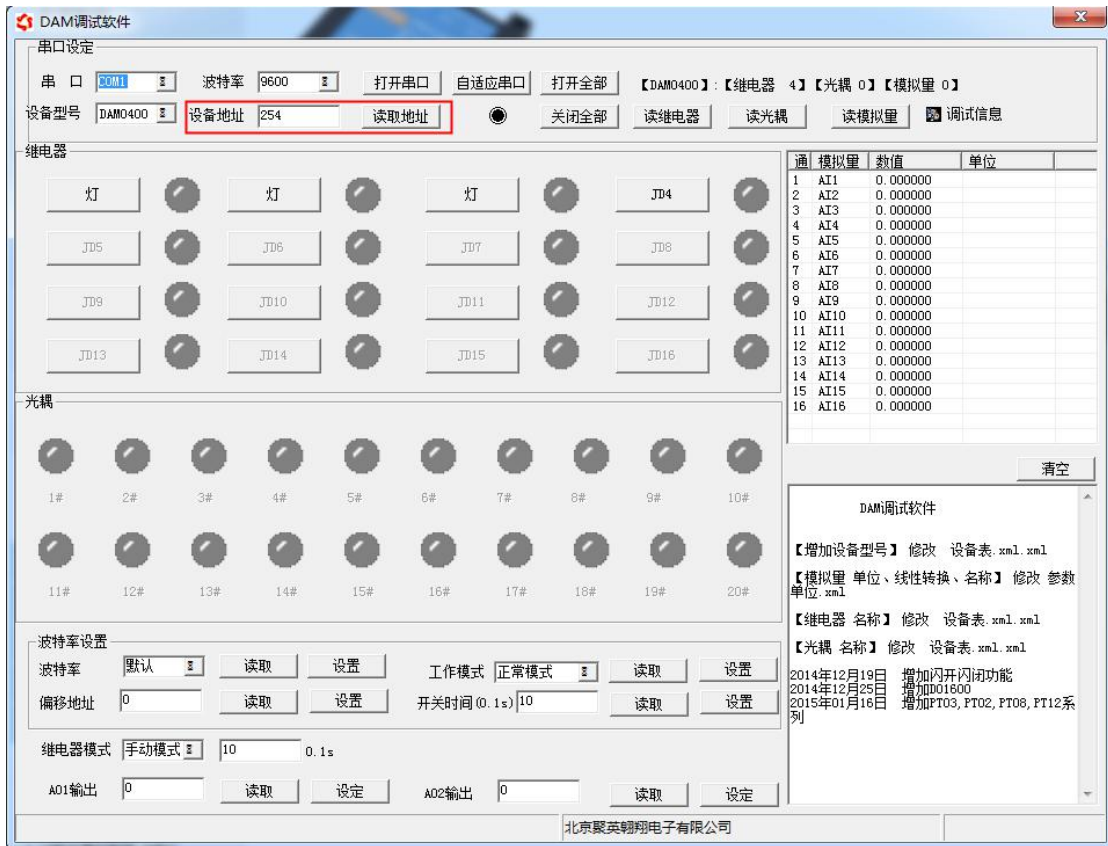 DAM调试软件
串口设定
串 口 COM1 波特率 9600 打开串口 自适应串口 打开全部 【DAM0400】:【继电器 4】【光耦 0】【模拟量 0】
设备型号 DAM0400 设备地址 254 读取地址 关闭全部 读继电器 读光耦 读模拟量 调试信息
继电器
灯 灯 灯 JD4
JD5 JD6 JD7 JD8
JD9 JD10 JD11 JD12
JD13 JD14 JD15 JD16
通 模拟量 数值 单位
1 AI1 0.000000
2 AI2 0.000000
3 AI3 0.000000
4 AI4 0.000000
5 AI5 0.000000
6 AI6 0.000000
7 AI7 0.000000
8 AI8 0.000000
9 AI9 0.000000
10 AI10 0.000000
11 AI11 0.000000
12 AI12 0.000000
13 AI13 0.000000
14 AI14 0.000000
15 AI15 0.000000
16 AI16 0.000000
光耦
1# 2# 3# 4# 5# 6# 7# 8# 9# 10#
11# 12# 13# 14# 15# 16# 17# 18# 19# 20#
清空
DAM调试软件
【增加设备型号】 修改 设备表.xml.xml
【模拟量 单位、线性转换、名称】 修改 参数
单位.xml
【继电器 名称】 修改 设备表.xml.xml
【光耦 名称】 修改 设备表.xml.xml
2014年12月19日 增加闪开闪闭功能
2014年12月25日 增加DO1600
2015年01月16日 增加PT03,PT02,PT08,PT12系
列
波特率设置
波特率 默认 读取 设置 工作模式 正常模式 读取 设置
偏移地址 0 读取 设置 开关时间(0.1s) 10 读取 设置
继电器模式 手动模式 10 0.1s
AO1输出 0 读取 设定 AO2输出 0 读取 设定
北京聚英翱翔电子有限公司